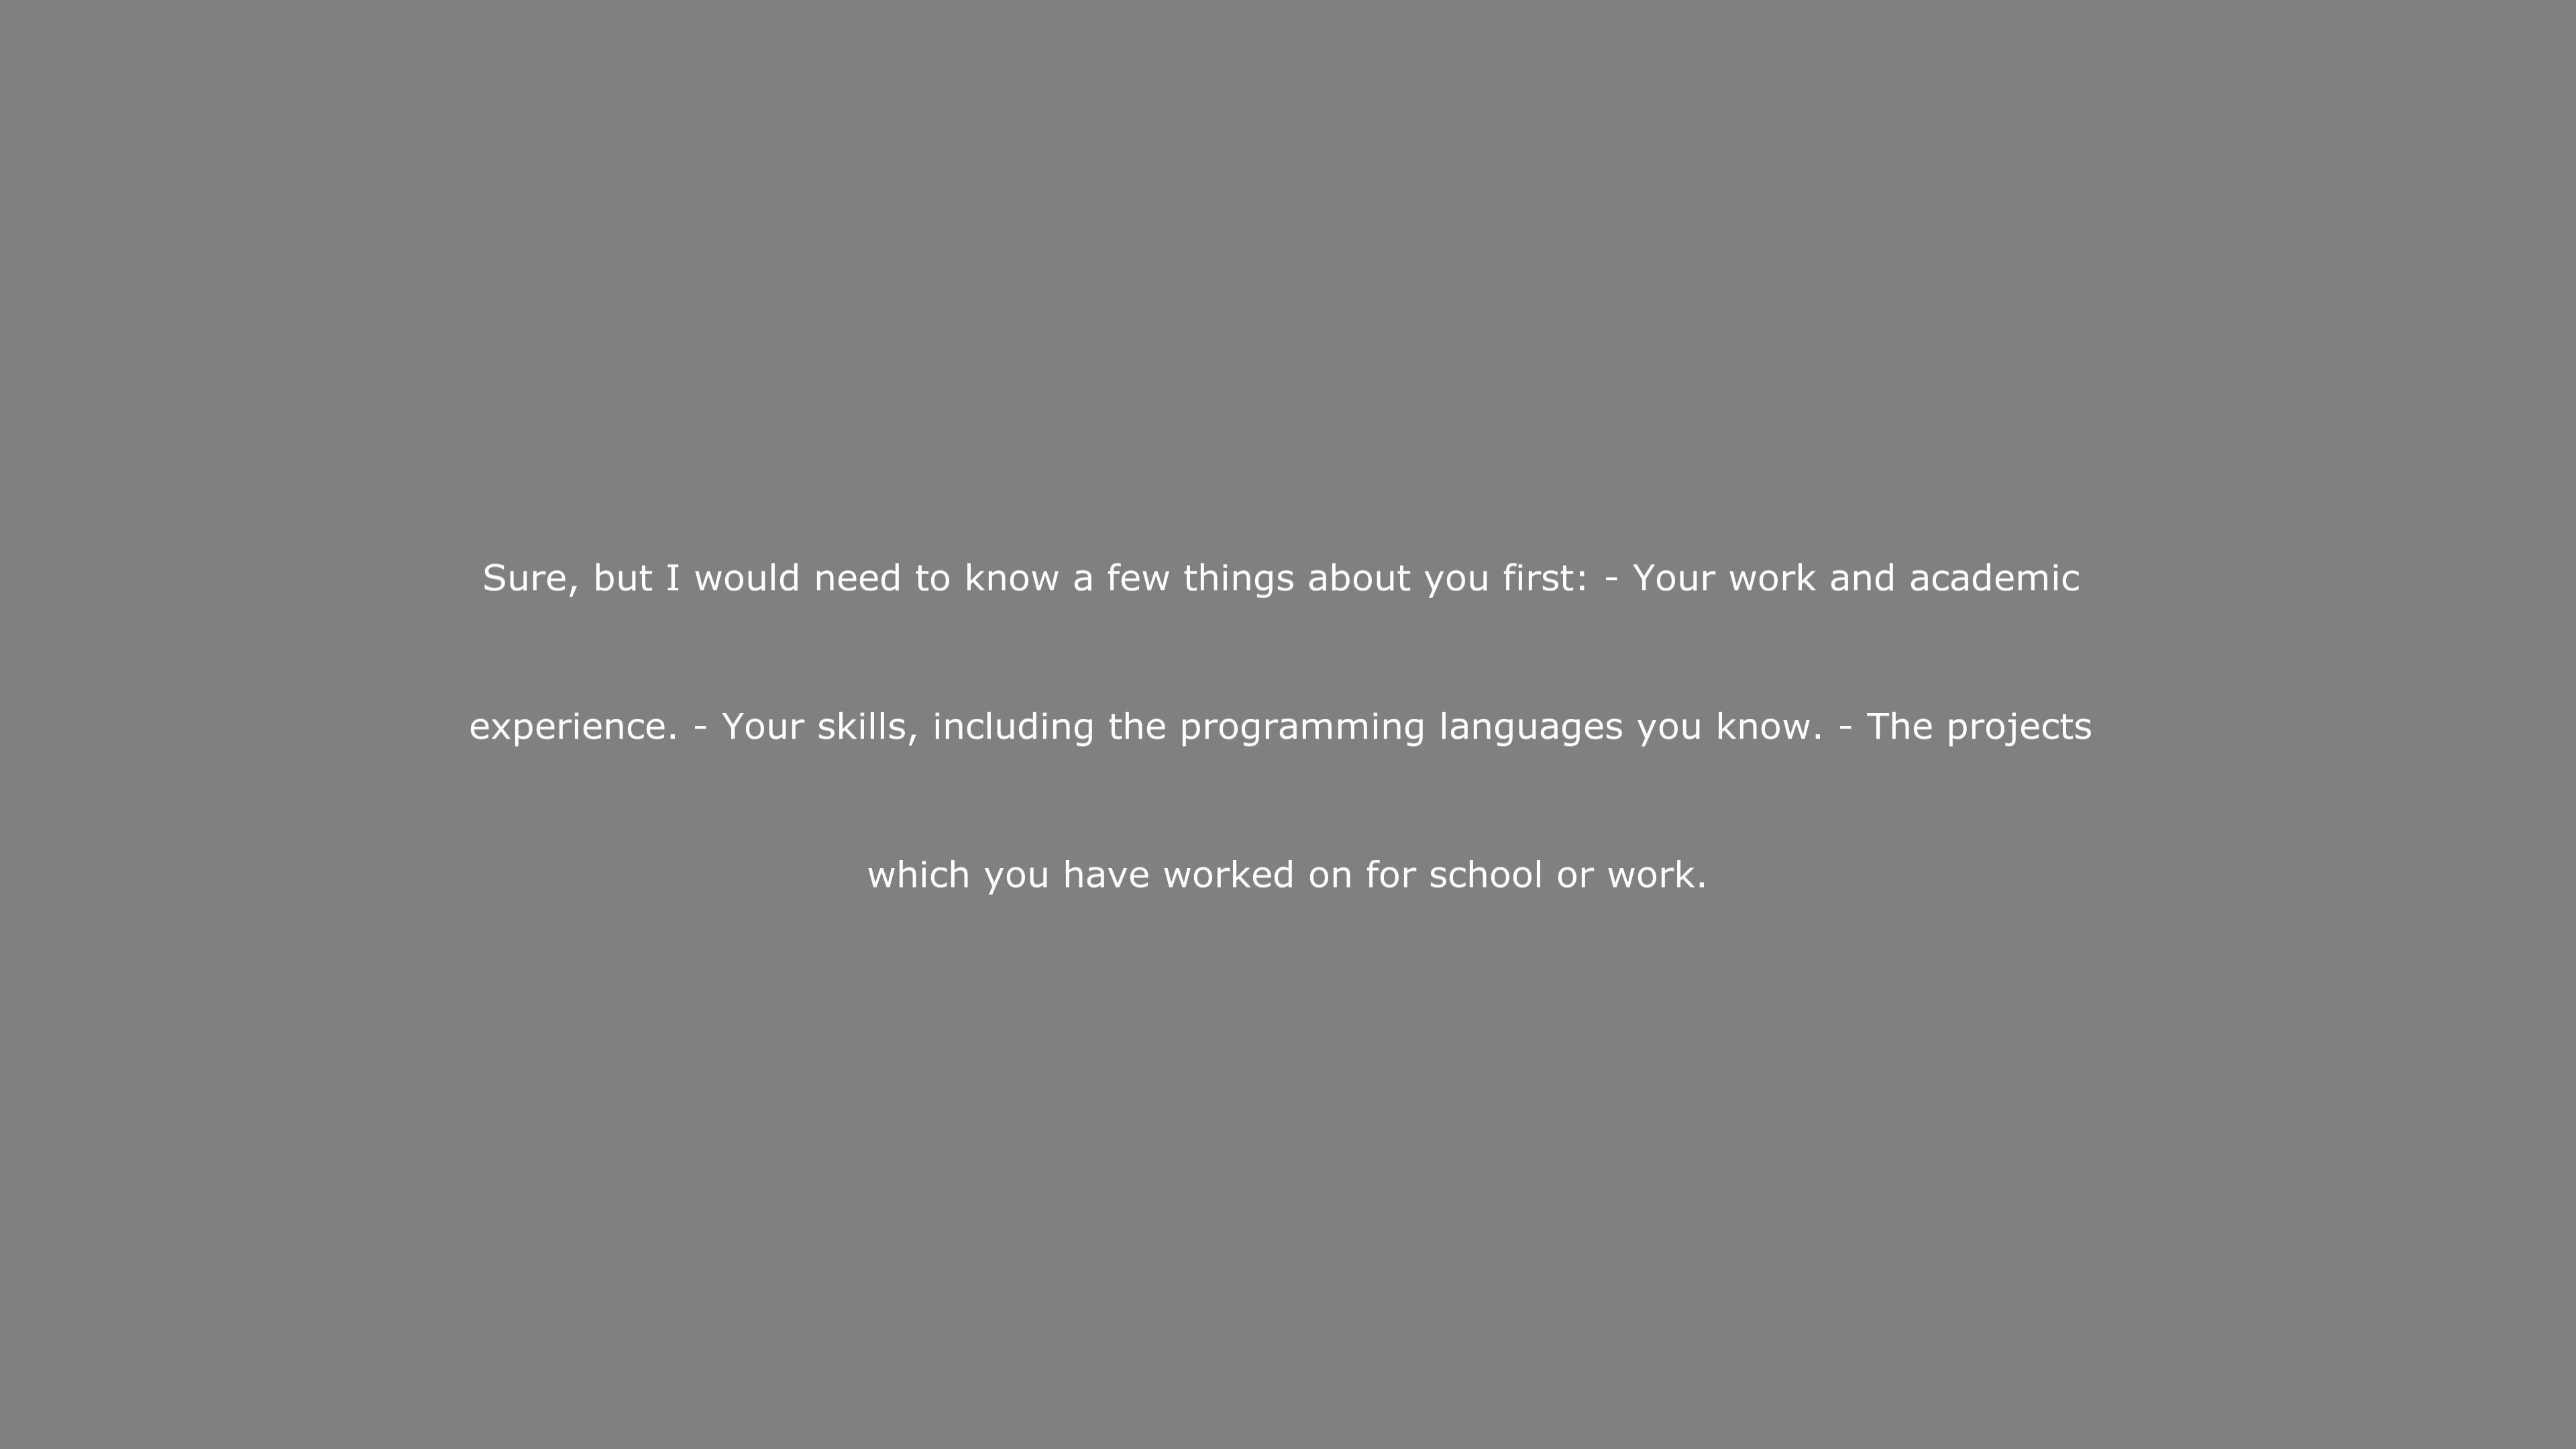 Sure, but I would need to know a few things about you first: - Your work and academic
experience. - Your skills, including the programming languages you know. - The projects
which you have worked on for school or work.